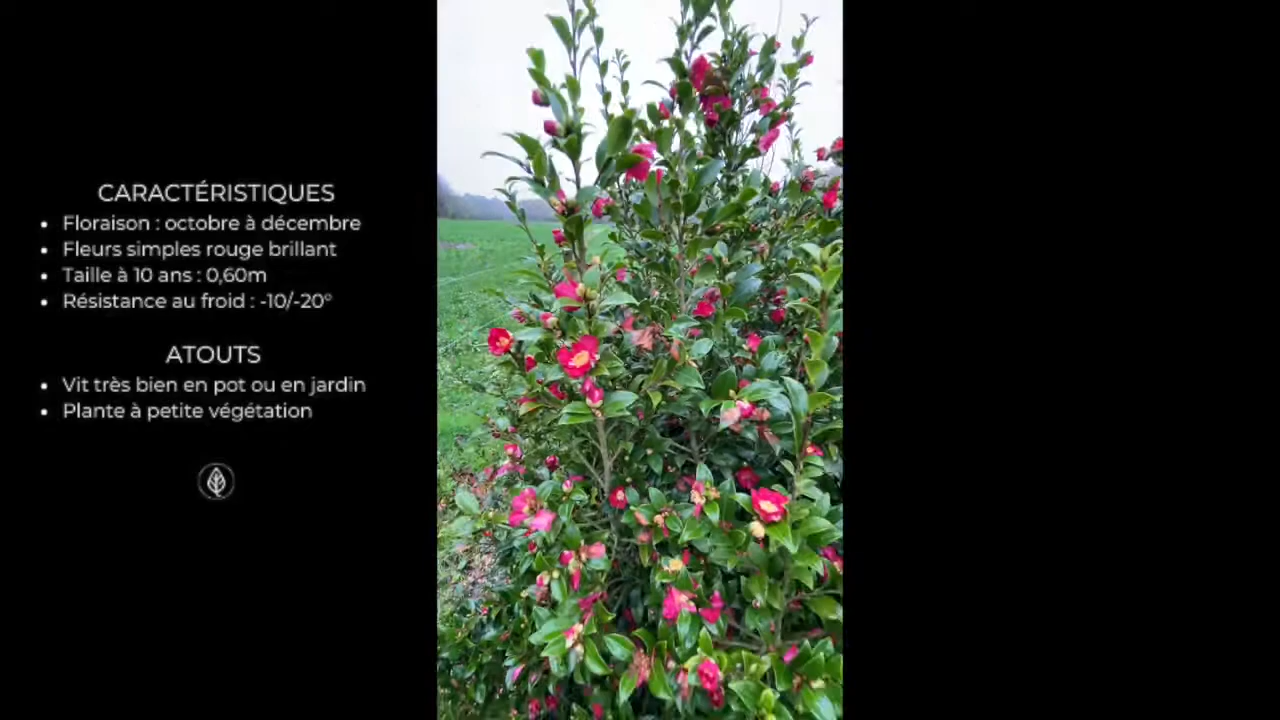 CARACTÉRISTIQUES
• Floraison : octobre à décembre
• Fleurs simples rouge brillant
• Taille à 10 ans : 0,60m
• Résistance au froid : -10/-20°
ATOUTS
• Vit très bien en pot ou en jardin
• Plante à petite végétation